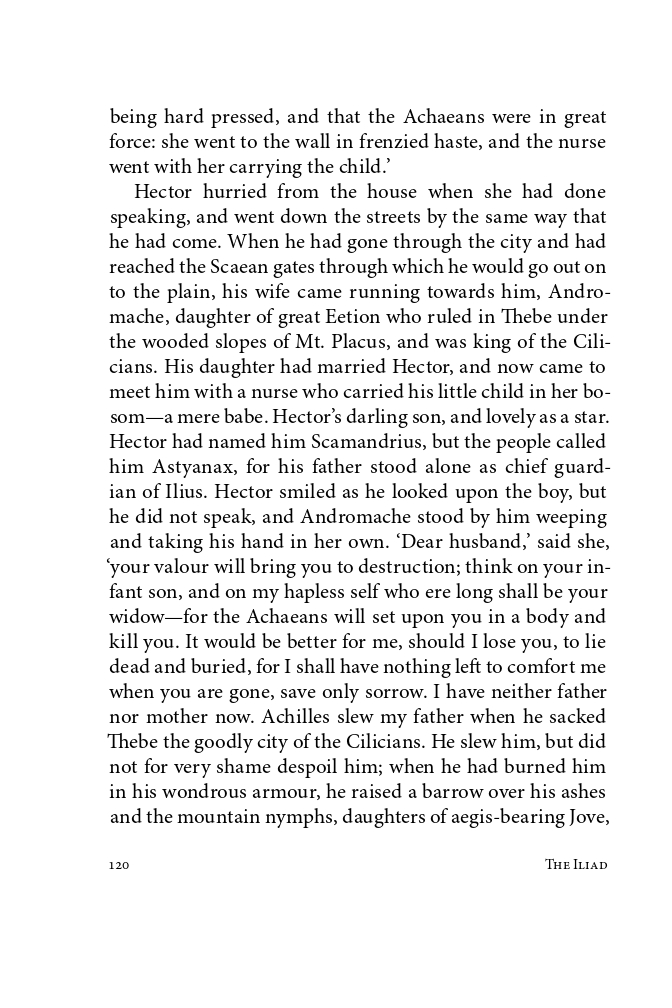 being hard pressed, and that the Achaeans were in great
force: she went to the wall in frenzied haste, and the nurse
went with her carrying the child.’
Hector hurried from the house when she had done
speaking, and went down the streets by the same way that
he had come. When he had gone through the city and had
reached the Scaean gates through which he would go out on
to the plain, his wife came running towards him, Andro-
mache, daughter of great Eetion who ruled in Thebe under
the wooded slopes of Mt. Placus, and was king of the Cili-
cians. His daughter had married Hector, and now came to
meet him with a nurse who carried his little child in her bo-
som—a mere babe. Hector’s darling son, and lovely as a star.
Hector had named him Scamandrius, but the people called
him Astyanax, for his father stood alone as chief guard-
ian of Ilius. Hector smiled as he looked upon the boy, but
he did not speak, and Andromache stood by him weeping
and taking his hand in her own. ‘Dear husband,’ said she,
‘your valour will bring you to destruction; think on your in-
fant son, and on my hapless self who ere long shall be your
widow—for the Achaeans will set upon you in a body and
kill you. It would be better for me, should I lose you, to lie
dead and buried, for I shall have nothing left to comfort me
when you are gone, save only sorrow. I have neither father
nor mother now. Achilles slew my father when he sacked
Thebe the goodly city of the Cilicians. He slew him, but did
not for very shame despoil him; when he had burned him
in his wondrous armour, he raised a barrow over his ashes
and the mountain nymphs, daughters of aegis-bearing Jove,
120 The Iliad